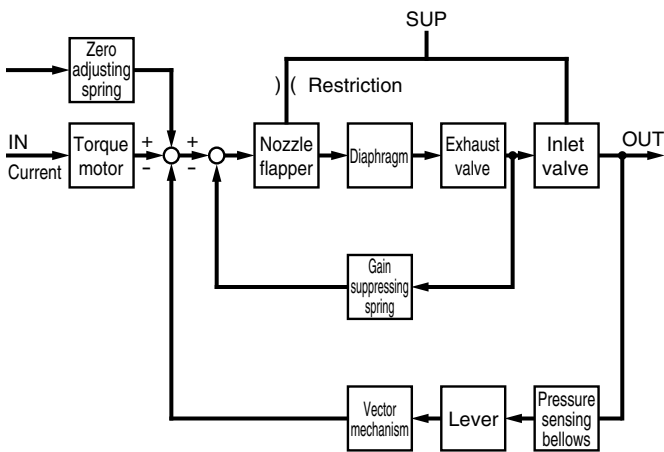 SUP
Zero
adjusting
spring
) ( Restriction
IN
Current
Torque
motor
+
-
+
-
Nozzle
flapper
Diaphragm
Exhaust
valve
Inlet
valve
OUT
Gain
suppressing
spring
Vector
mechanism
Lever
Pressure
sensing
bellows